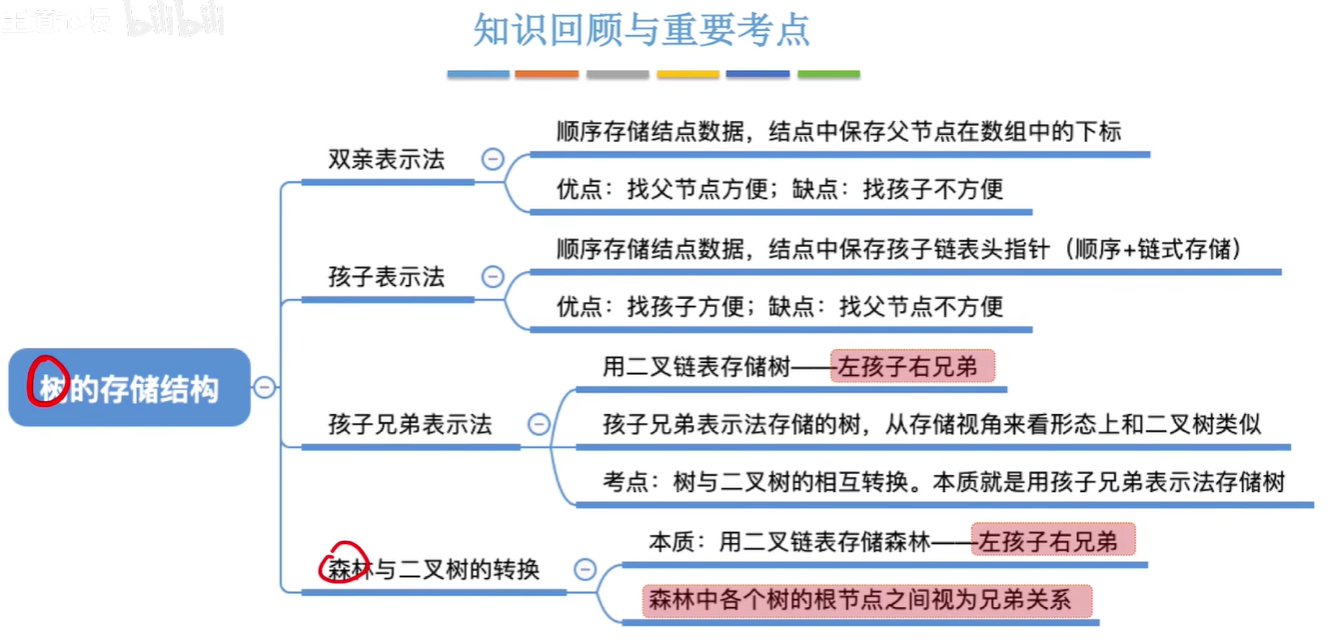 bilibili
知识回顾与重要考点
双亲表示法
顺序存储结点数据，结点中保存父节点在数组中的下标
优点：找父节点方便；缺点：找孩子不方便
孩子表示法
顺序存储结点数据，结点中保存孩子链表头指针（顺序+链式存储）
优点：找孩子方便；缺点：找父节点不方便
树的存储结构
孩子兄弟表示法
用二叉链表存储树——左孩子右兄弟
孩子兄弟表示法存储的树，从存储视角来看形态上和二叉树类似
考点：树与二叉树的相互转换。本质就是用孩子兄弟表示法存储树
森林与二叉树的转换
本质：用二叉链表存储森林——左孩子右兄弟
森林中各个树的根节点之间视为兄弟关系